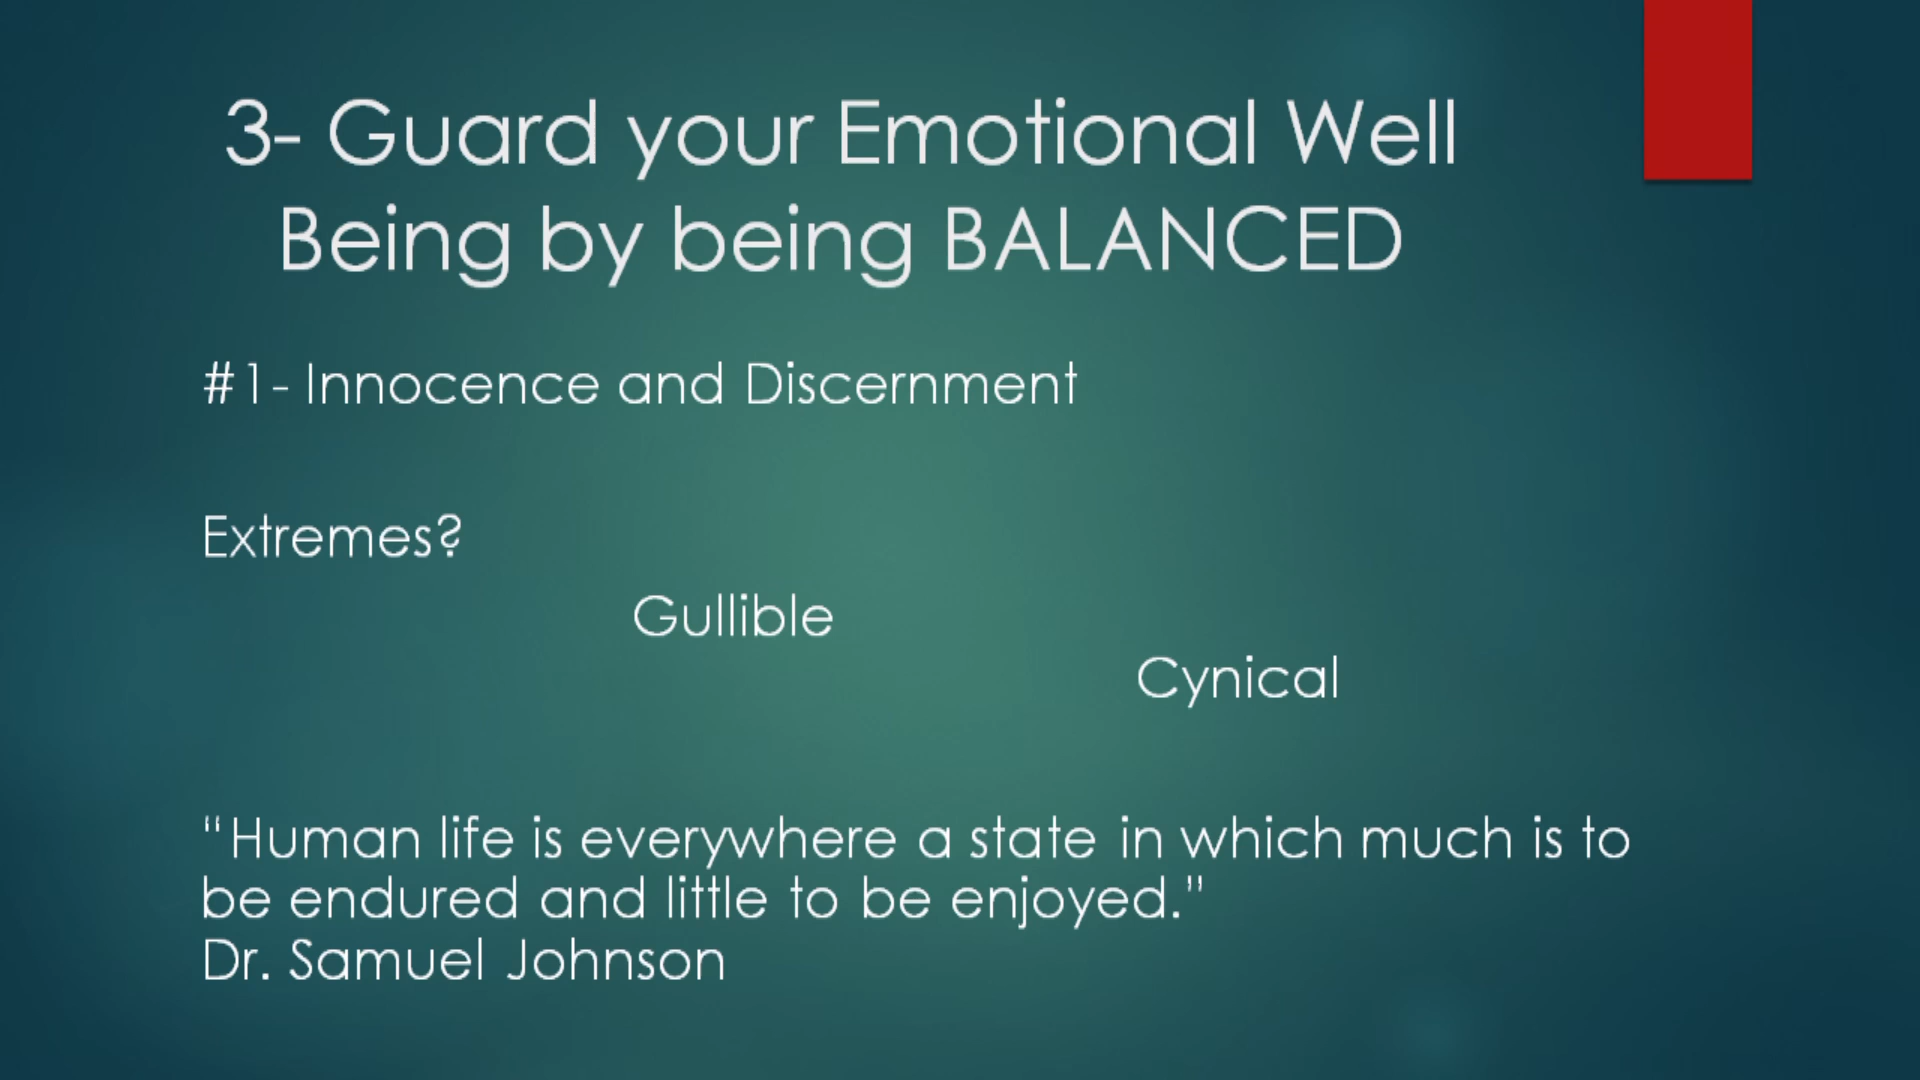 3- Guard your Emotional Well
Being by being BALANCED
#1- Innocence and Discernment
Extremes?
Gullible
Cynical
“Human life is everywhere a state in which much is to
be endured and little to be enjoyed.”
Dr. Samuel Johnson